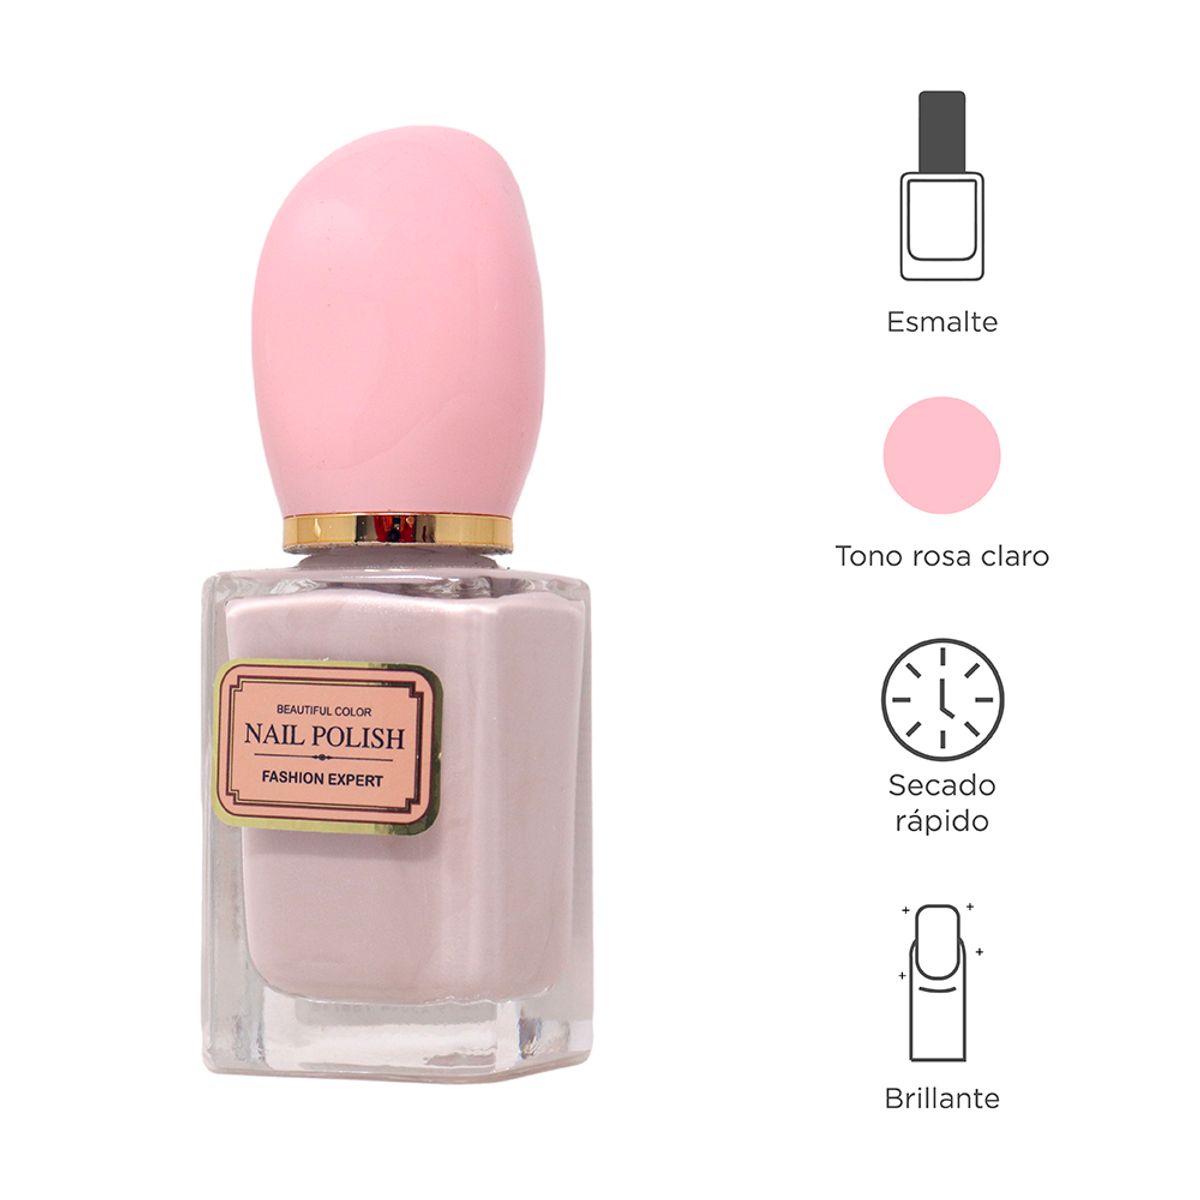 BEAUTIFUL COLOR
NAIL POLISH
FASHION EXPERT
Esmalte
Tono rosa claro
Secado
rápido
Brillante